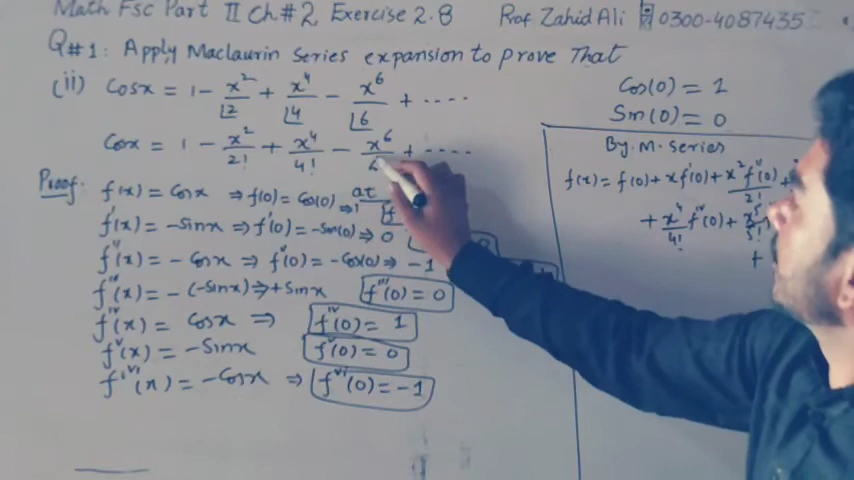 Math FSc Part II Ch.#2, Exercise 2.8 Prof Zahid Ali 0300-4087435
Q#1: Apply Maclaurin Series expansion to prove That
(ii) Cosx = 1 - x²/|2 + x⁴/|4 - x⁶/|6 + ....
Cosx = 1 - x²/2! + x⁴/4! - x⁶/6 + ....
Proof: f(x) = Cosx ⇒ f(0) = Cos(0) ⇒ 1 at
f'(x) = -Sinx ⇒ f'(0) = -Sin(0) ⇒ 0
f''(x) = -Cosx ⇒ f''(0) = -Cos(0) ⇒ -1
f'''(x) = -(-Sinx) ⇒ + Sinx f'''(0) = 0
f^IV(x) = Cosx ⇒ f^IV(0) = 1
f^V(x) = -Sinx f^V(0) = 0
f^VI(x) = -Cosx ⇒ f^VI(0) = -1
Cos(0) = 1
Sin(0) = 0
By. M. Series
f(x) = f(0) + xf'(0) + x²f''(0)/2! +
+ x⁴/4! f^IV(0) + x⁵/5!
+